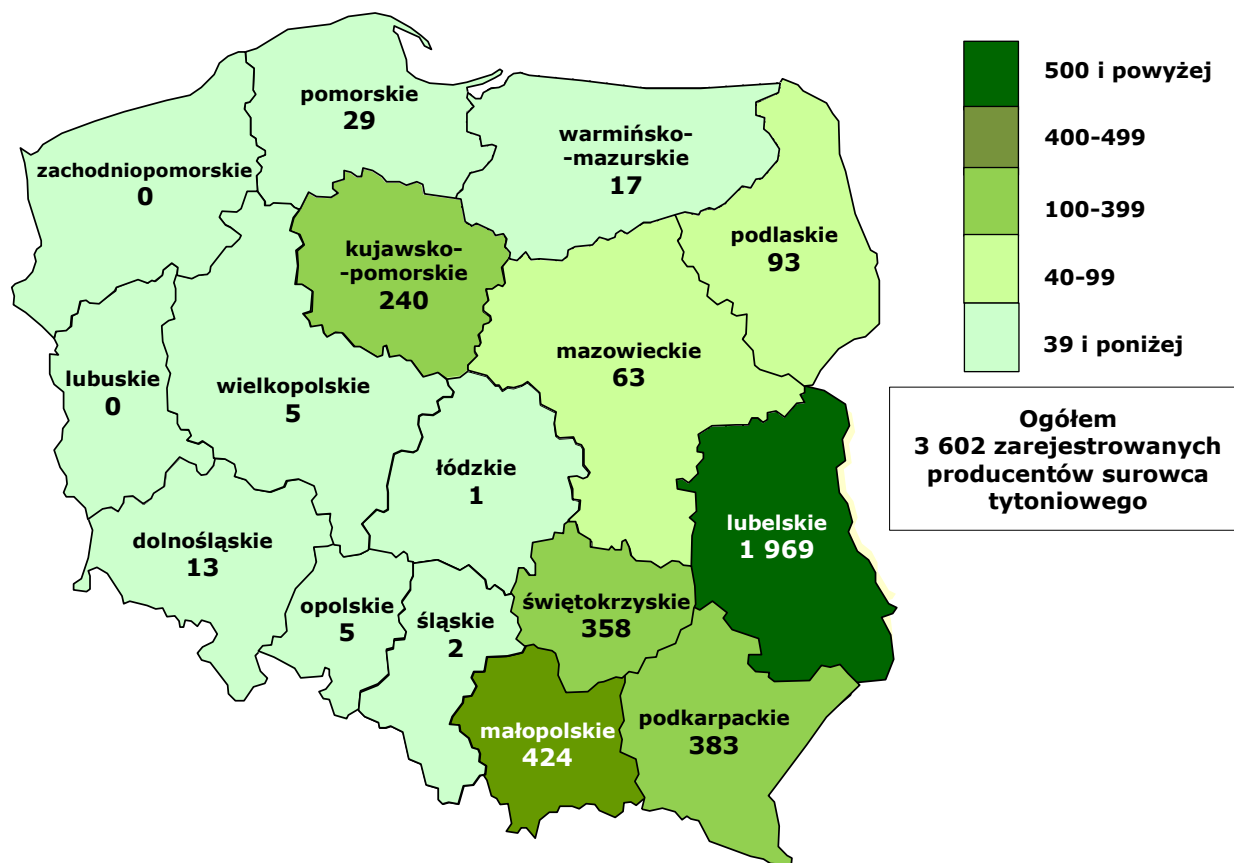 pomorskie
29
warmińsko-
-mazurskie
17
zachodniopomorskie
0
podlaskie
93
kujawsko-
-pomorskie
240
mazowieckie
63
lubuskie
0
wielkopolskie
5
łódzkie
1
lubelskie
1 969
dolnośląskie
13
opolskie
5
śląskie
2
świętokrzyskie
358
małopolskie
424
podkarpackie
383
500 i powyżej
400-499
100-399
40-99
39 i poniżej
Ogółem
3 602 zarejestrowanych
producentów surowca
tytoniowego